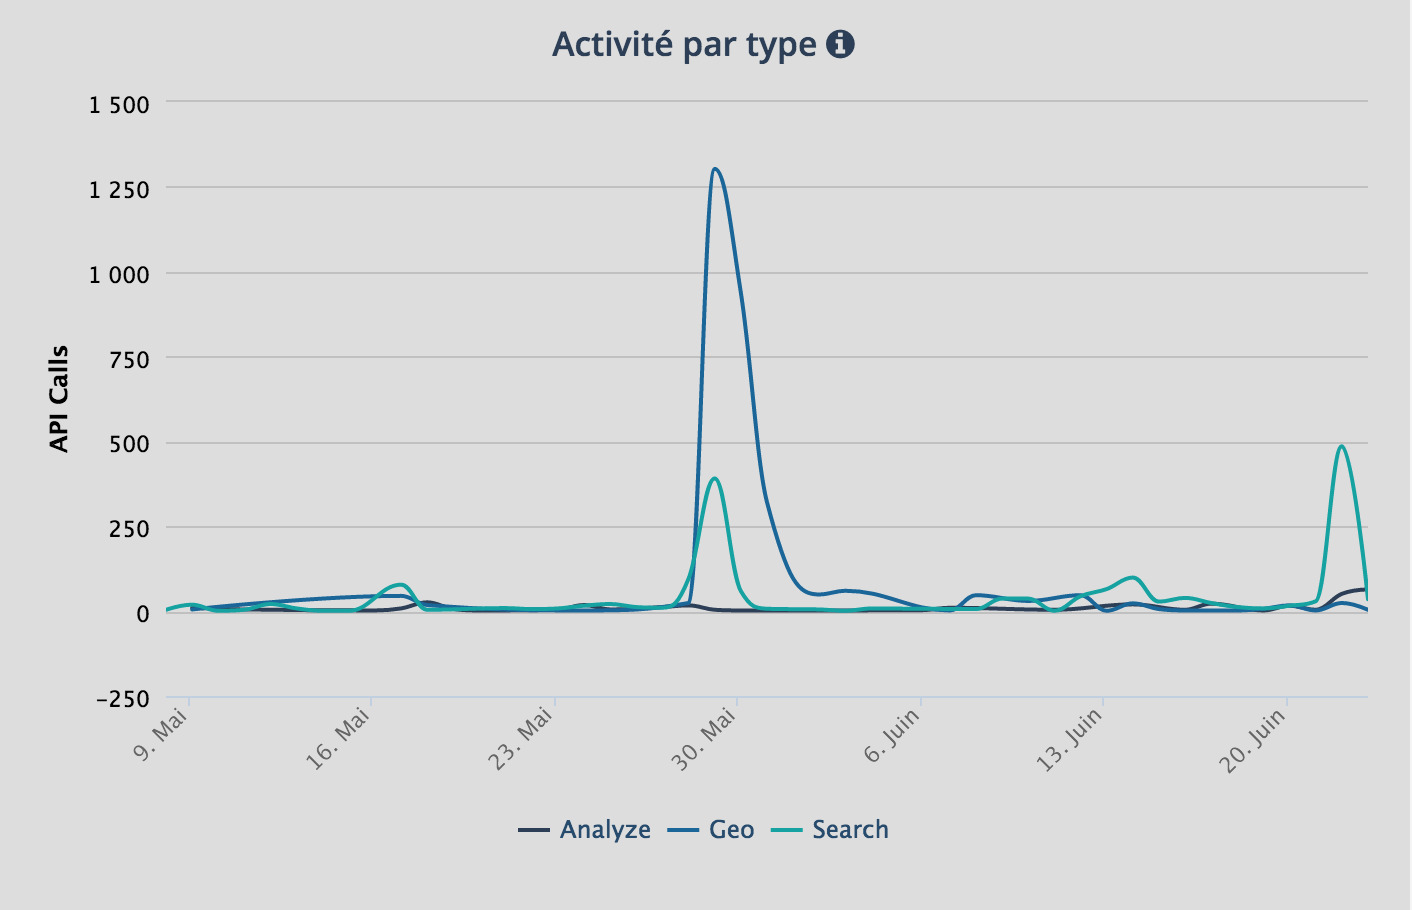 Activité par type
1 500
1 250
1 000
750
500
250
0
−250
API Calls
9. Mai
16. Mai
23. Mai
30. Mai
6. Juin
13. Juin
20. Juin
Analyze Geo Search